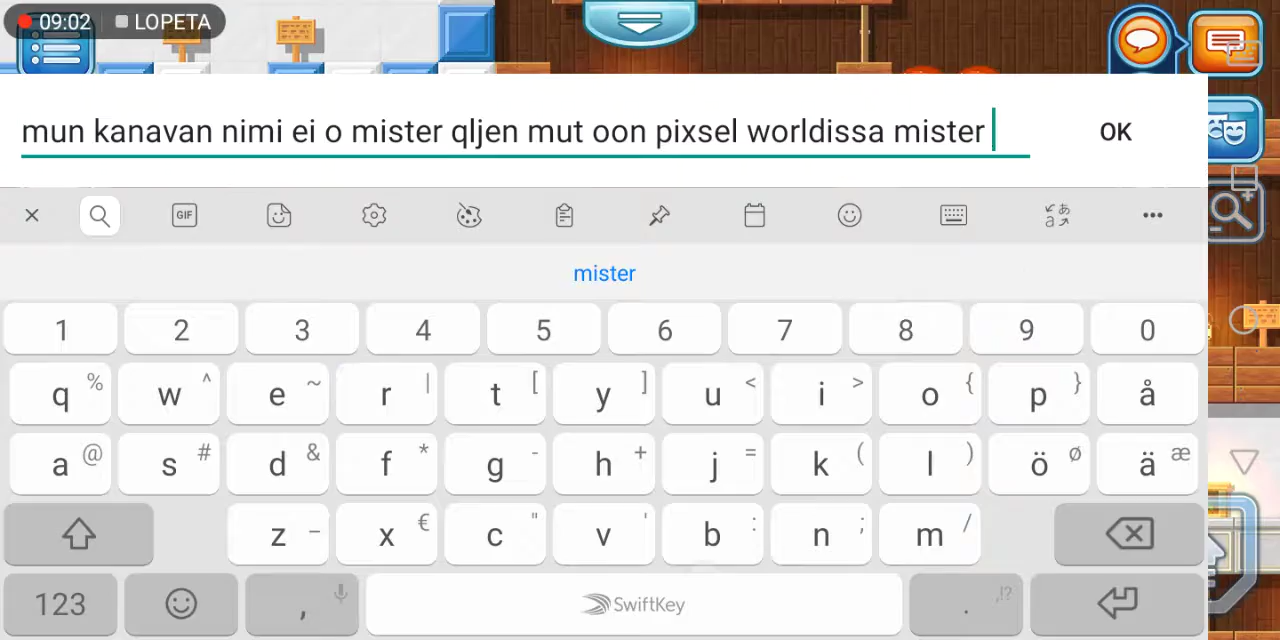 09:02 LOPETA
mun kanavan nimi ei o mister qljen mut oon pixsel worldissa mister
OK
GIF
mister
1 2 3 4 5 6 7 8 9 0
q % w ^ e ~ r | t [ y ] u < i > o { p } å
a @ s # d & f * g - h + j = k ( l ) ö ø ä æ
z – x € c " v ' b : n ; m /
123 , SwiftKey . ,!?